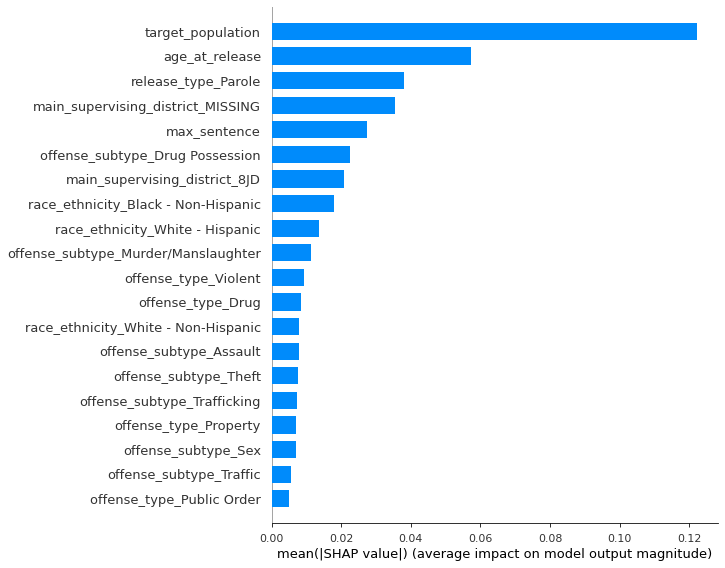 target_population
age_at_release
release_type_Parole
main_supervising_district_MISSING
max_sentence
offense_subtype_Drug Possession
main_supervising_district_8JD
race_ethnicity_Black - Non-Hispanic
race_ethnicity_White - Hispanic
offense_subtype_Murder/Manslaughter
offense_type_Violent
offense_type_Drug
race_ethnicity_White - Non-Hispanic
offense_subtype_Assault
offense_subtype_Theft
offense_subtype_Trafficking
offense_type_Property
offense_subtype_Sex
offense_subtype_Traffic
offense_type_Public Order
0.00 0.02 0.04 0.06 0.08 0.10 0.12
mean(|SHAP value|) (average impact on model output magnitude)